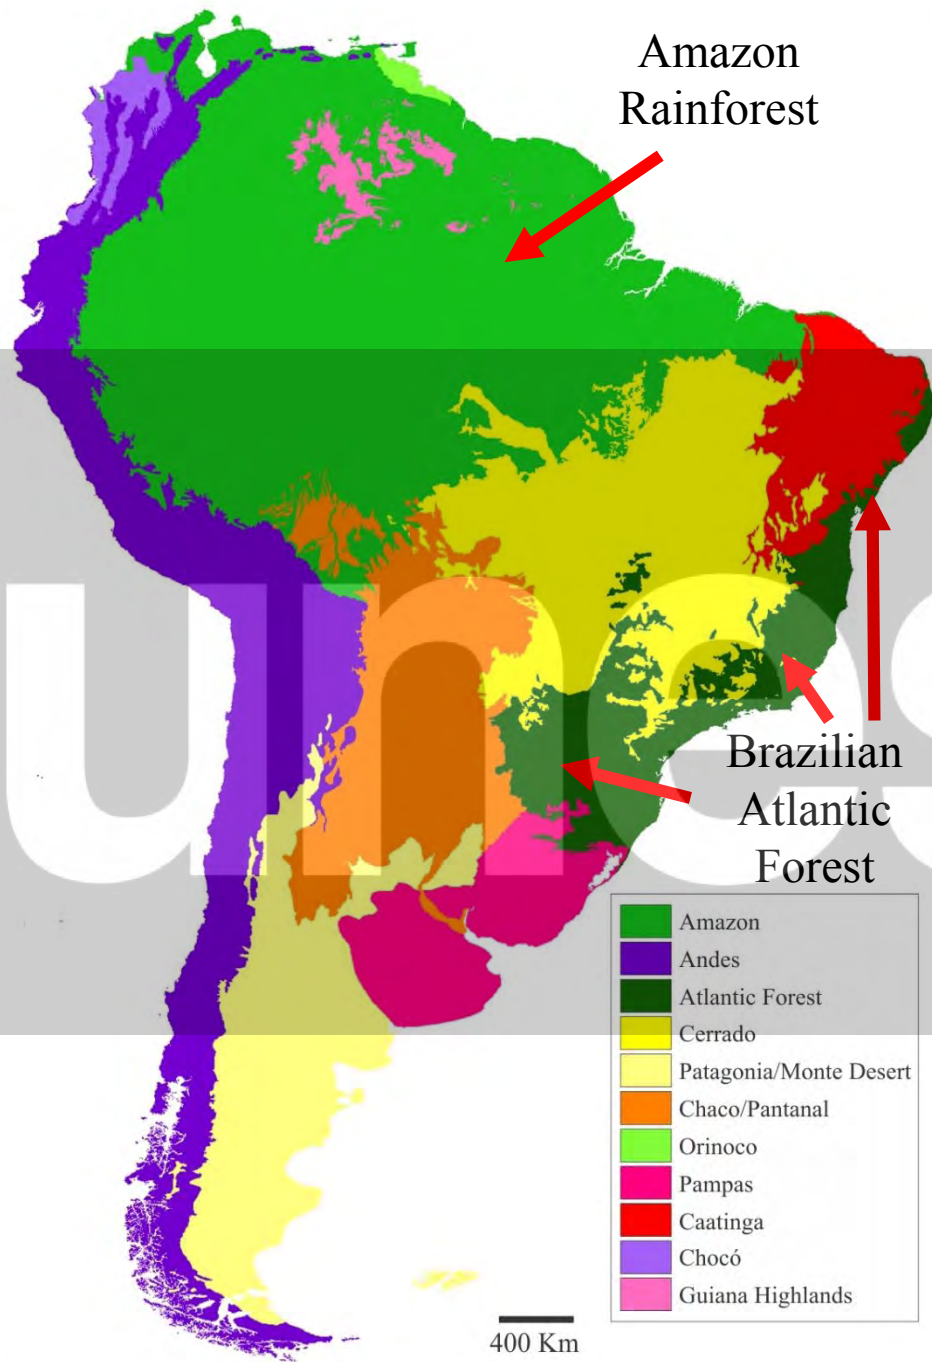 Amazon
Rainforest
unes
Brazilian
Atlantic
Forest
Amazon
Andes
Atlantic Forest
Cerrado
Patagonia/Monte Desert
Chaco/Pantanal
Orinoco
Pampas
Caatinga
Chocó
Guiana Highlands
400 Km